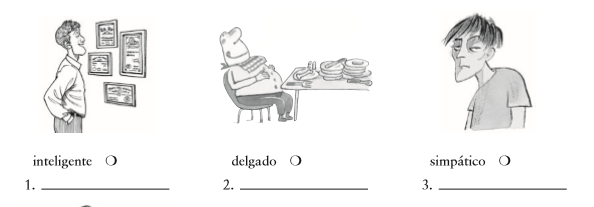 inteligente delgado simpático
1. 2. 3.